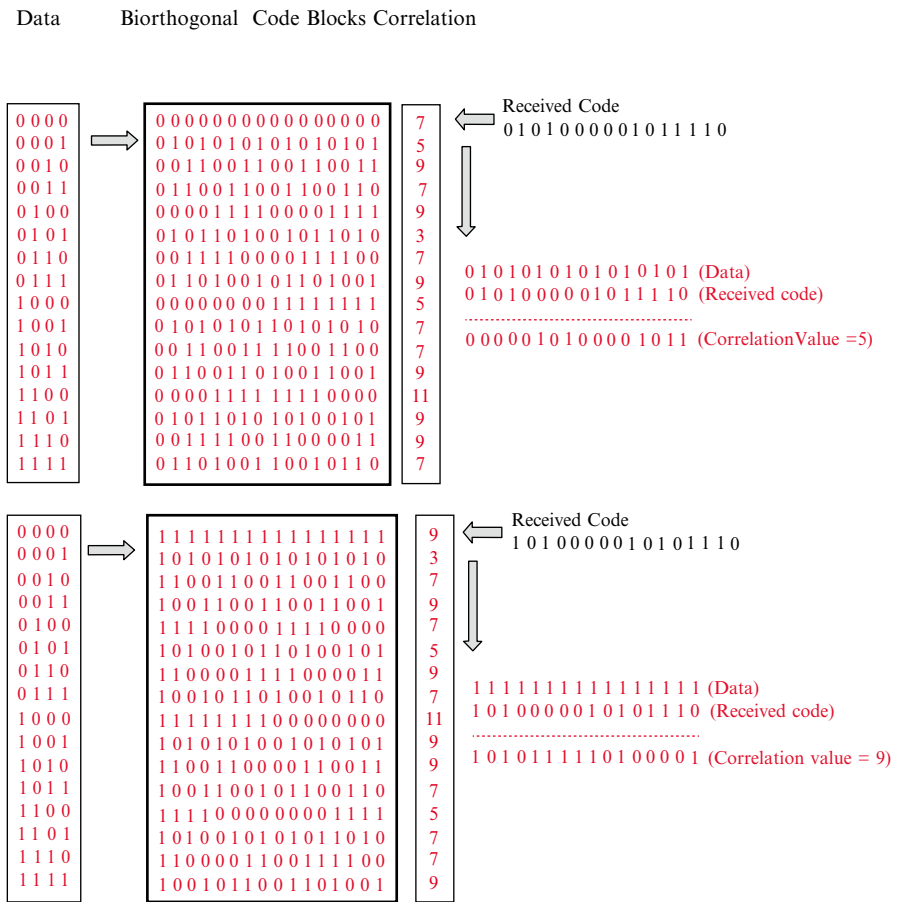 Data Biorthogonal Code Blocks Correlation
0 0 0 0 0 0 0 0 0 0 0 0 0 0 0 0 0 0 0 0 7
0 0 0 1 0 1 0 1 0 1 0 1 0 1 0 1 0 1 0 1 5
0 0 1 0 0 0 1 1 0 0 1 1 0 0 1 1 0 0 1 1 9
0 0 1 1 0 1 1 0 0 1 1 0 0 1 1 0 0 1 1 0 7
0 1 0 0 0 0 0 0 1 1 1 1 0 0 0 0 1 1 1 1 9
0 1 0 1 0 1 0 1 1 0 1 0 0 1 0 1 1 0 1 0 3
0 1 1 0 0 0 1 1 1 1 0 0 0 0 1 1 1 1 0 0 7
0 1 1 1 0 1 1 0 1 0 0 1 0 1 1 0 1 0 0 1 9
1 0 0 0 0 0 0 0 0 0 0 0 1 1 1 1 1 1 1 1 5
1 0 0 1 0 1 0 1 0 1 0 1 1 0 1 0 1 0 1 0 7
1 0 1 0 0 0 1 1 0 0 1 1 1 1 0 0 1 1 0 0 7
1 0 1 1 0 1 1 0 0 1 1 0 1 0 0 1 1 0 0 1 9
1 1 0 0 0 0 0 0 1 1 1 1 1 1 1 1 0 0 0 0 11
1 1 0 1 0 1 0 1 1 0 1 0 1 0 1 0 0 1 0 1 9
1 1 1 0 0 0 1 1 1 1 0 0 1 1 0 0 0 0 1 1 9
1 1 1 1 0 1 1 0 1 0 0 1 1 0 0 1 0 1 1 0 7
Received Code
0 1 0 1 0 0 0 0 0 1 0 1 1 1 1 0
0 1 0 1 0 1 0 1 0 1 0 1 0 1 0 1 (Data)
0 1 0 1 0 0 0 0 0 1 0 1 1 1 1 0 (Received code)
0 0 0 0 0 1 0 1 0 0 0 0 1 0 1 1 (CorrelationValue =5)
0 0 0 0 1 1 1 1 1 1 1 1 1 1 1 1 1 1 1 1 9
0 0 0 1 1 0 1 0 1 0 1 0 1 0 1 0 1 0 1 0 3
0 0 1 0 1 1 0 0 1 1 0 0 1 1 0 0 1 1 0 0 7
0 0 1 1 1 0 0 1 1 0 0 1 1 0 0 1 1 0 0 1 9
0 1 0 0 1 1 1 1 0 0 0 0 1 1 1 1 0 0 0 0 7
0 1 0 1 1 0 1 0 0 1 0 1 1 0 1 0 0 1 0 1 5
0 1 1 0 1 1 0 0 0 0 1 1 1 1 0 0 0 0 1 1 9
0 1 1 1 1 0 0 1 0 1 1 0 1 0 0 1 0 1 1 0 7
1 0 0 0 1 1 1 1 1 1 1 1 0 0 0 0 0 0 0 0 11
1 0 0 1 1 0 1 0 1 0 1 0 0 1 0 1 0 1 0 1 9
1 0 1 0 1 1 0 0 1 1 0 0 0 0 1 1 0 0 1 1 9
1 0 1 1 1 0 0 1 1 0 0 1 0 1 1 0 0 1 1 0 7
1 1 0 0 1 1 1 1 0 0 0 0 0 0 0 0 1 1 1 1 5
1 1 0 1 1 0 1 0 0 1 0 1 0 1 0 1 1 0 1 0 7
1 1 1 0 1 1 0 0 0 0 1 1 0 0 1 1 1 1 0 0 7
1 1 1 1 1 0 0 1 0 1 1 0 0 1 1 0 1 0 0 1 9
Received Code
1 0 1 0 0 0 0 0 1 0 1 0 1 1 1 0
1 1 1 1 1 1 1 1 1 1 1 1 1 1 1 1 (Data)
1 0 1 0 0 0 0 0 1 0 1 0 1 1 1 0 (Received code)
1 0 1 0 1 1 1 1 1 0 1 0 0 0 0 1 (Correlation value = 9)